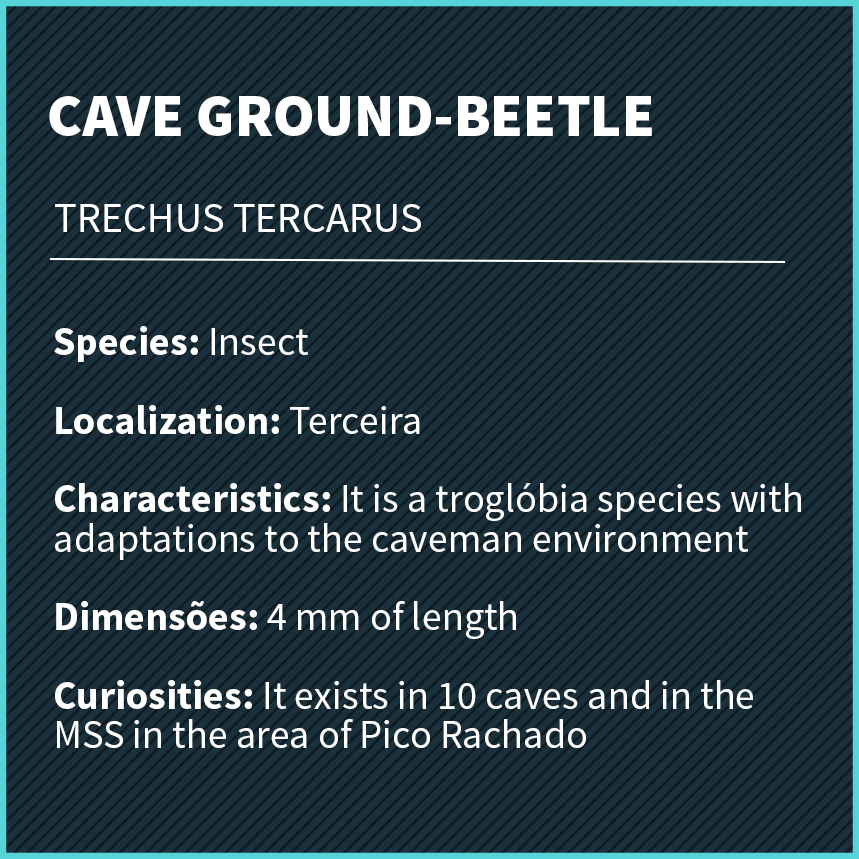 CAVE GROUND-BEETLE
TRECHUS TERCARUS
Species: Insect
Localization: Terceira
Characteristics: It is a troglóbia species with
adaptations to the caveman environment
Dimensões: 4 mm of length
Curiosities: It exists in 10 caves and in the
MSS in the area of Pico Rachado